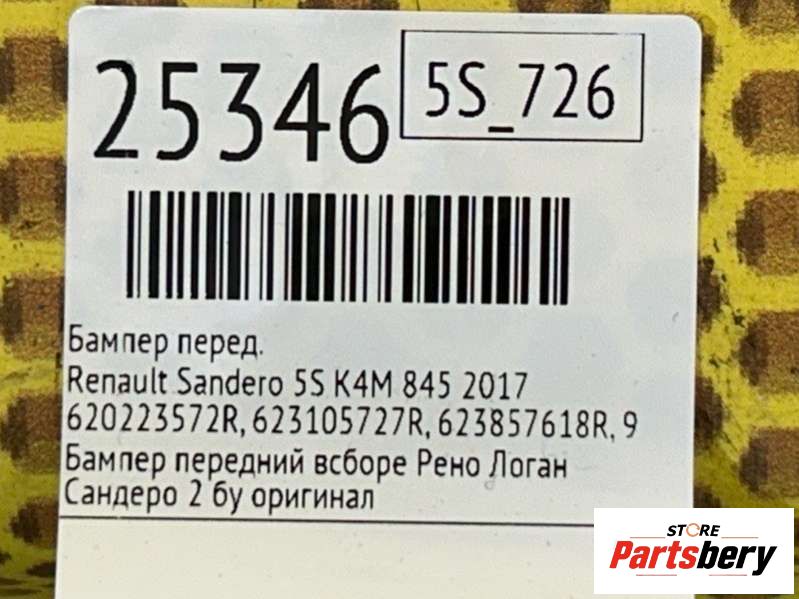 25346
5S_726
Бампер перед.
Renault Sandero 5S K4M 845 2017
620223572R, 623105727R, 623857618R, 9
Бампер передний всборе Рено Логан
Сандеро 2 бу оригинал
STORE
Partsbery